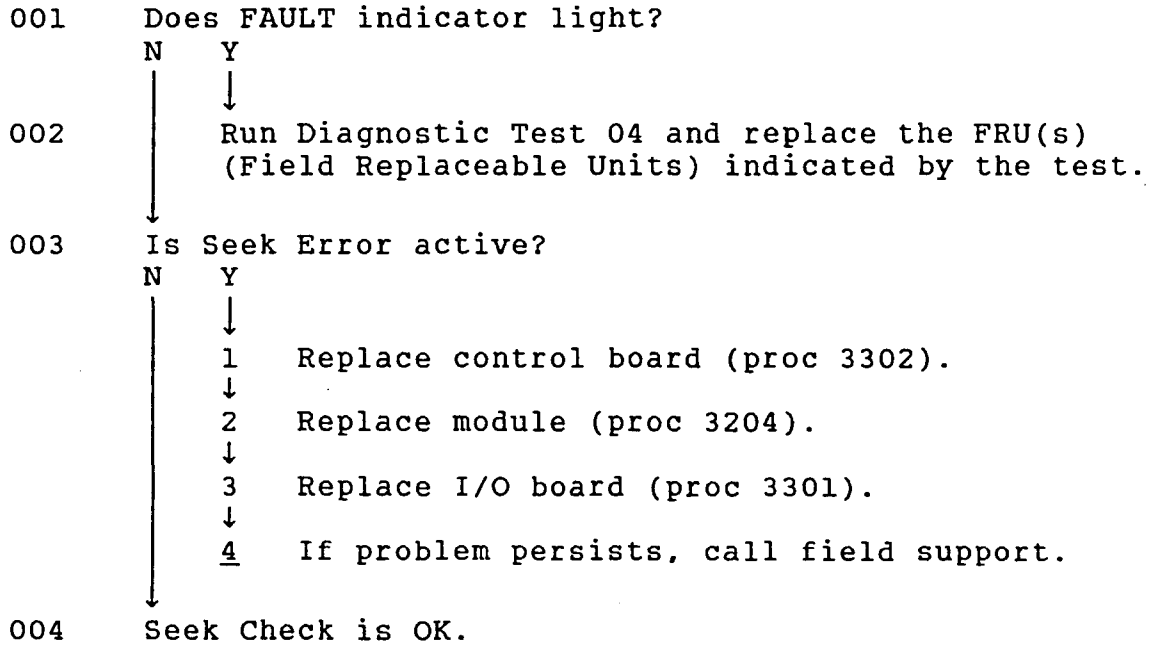 001 Does FAULT indicator light?
N Y
↓
002 Run Diagnostic Test 04 and replace the FRU(s)
(Field Replaceable Units) indicated by the test.
↓
003 Is Seek Error active?
N Y
↓
1 Replace control board (proc 3302).
↓
2 Replace module (proc 3204).
↓
3 Replace I/O board (proc 3301).
↓
4 If problem persists, call field support.
↓
004 Seek Check is OK.